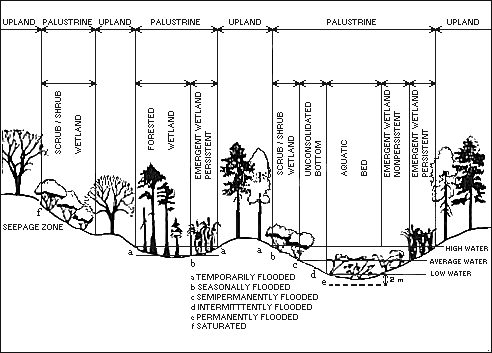 UPLAND PALUSTRINE UPLAND PALUSTRINE UPLAND PALUSTRINE UPLAND
SCRUB / SHRUB
WETLAND
FORESTED
WETLAND
EMERGENT WETLAND
PERSISTENT
SCRUB / SHRUB
WETLAND
UNCONSOLIDATED
BOTTOM
AQUATIC
BED
EMERGENT WETLAND
NONPERSISTENT
EMERGENT WETLAND
PERSISTENT
f
SEEPAGE ZONE
a
b
a
a
b
c
d
e
HIGH WATER
AVERAGE WATER
LOW WATER
2 m
a TEMPORARILY FLOODED
b SEASONALLY FLOODED
c SEMIPERMANENTLY FLOODED
d INTERMITTTENTLY FLOODED
e PERMANENTLY FLOODED
f SATURATED